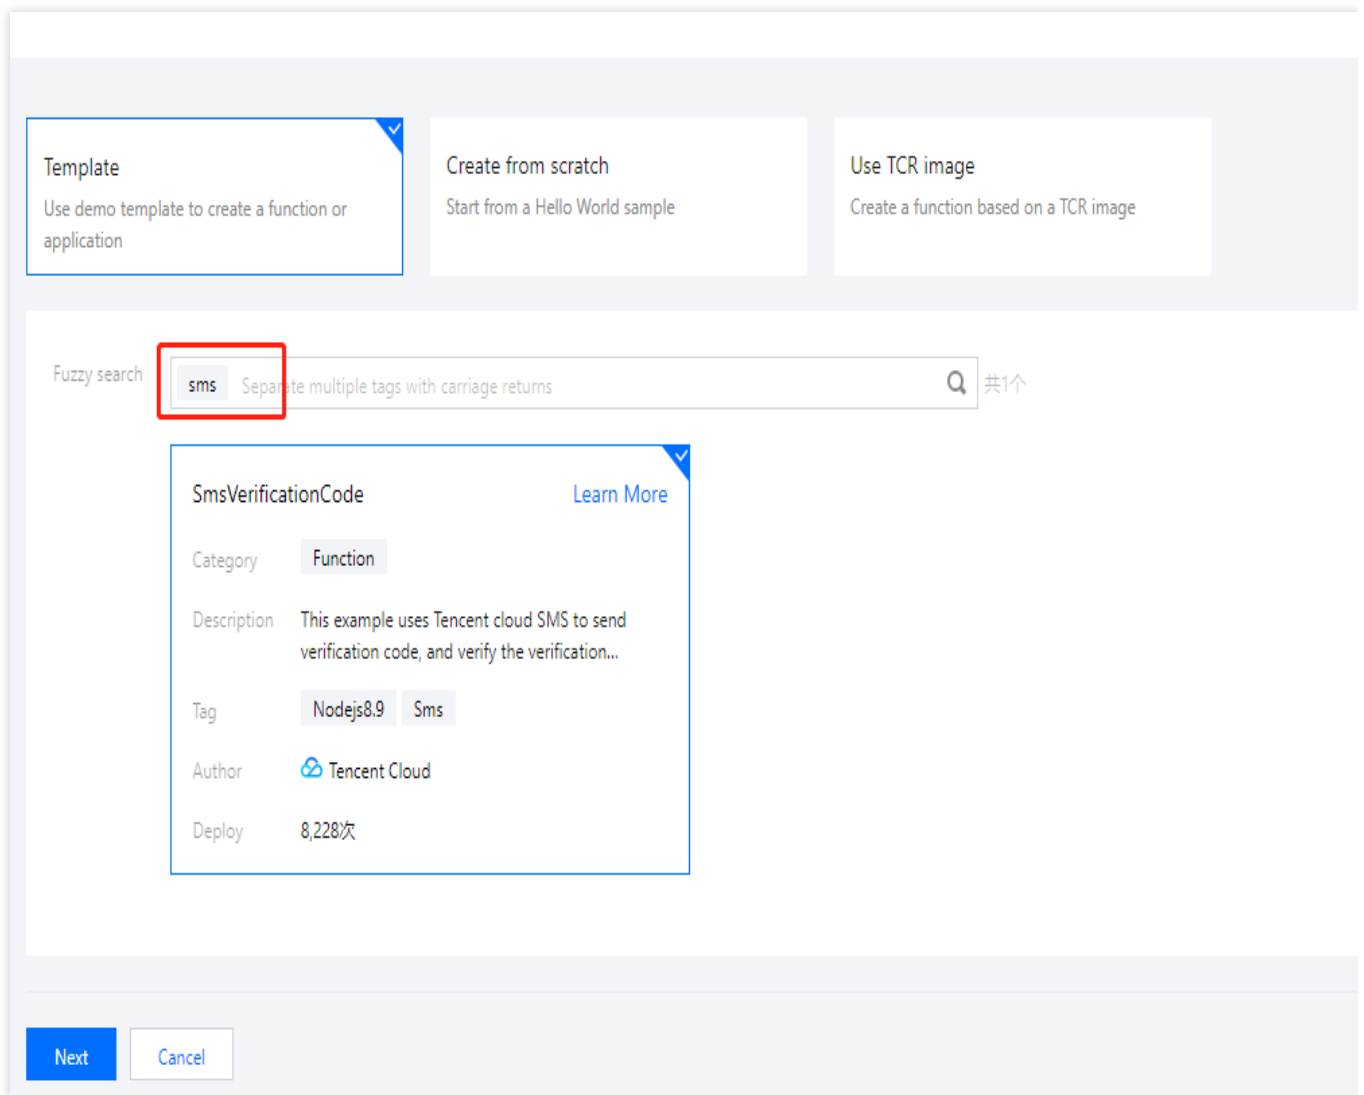 Template
Use demo template to create a function or
application
Create from scratch
Start from a Hello World sample
Use TCR image
Create a function based on a TCR image
Fuzzy search
sms
Separate multiple tags with carriage returns
共1个
SmsVerificationCode
Learn More
Category
Function
Description
This example uses Tencent cloud SMS to send
verification code, and verify the verification...
Tag
Nodejs8.9
Sms
Author
Tencent Cloud
Deploy
8,228次
Next
Cancel